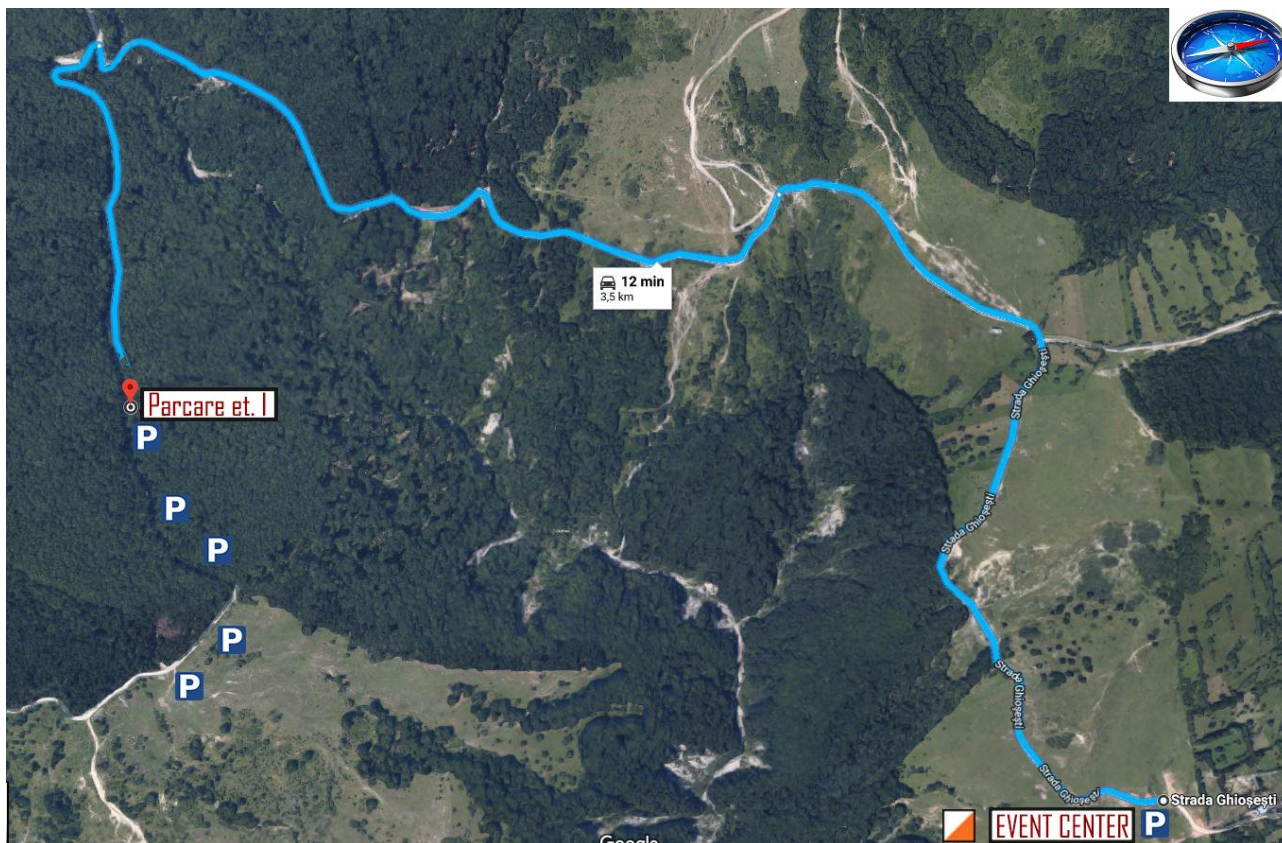 12 min
3,5 km
Strada Ghioșești
Parcare et. I
P
Strada Ghioșești
P
P
P
P
Strada Ghioșești
Strada Ghioșești
Strada Ghioșești
EVENT CENTER
P
Google